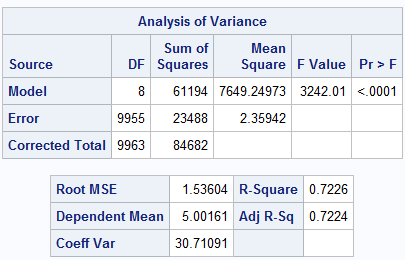 Analysis of Variance
Source DF Sum of Squares Mean Square F Value Pr > F
Model 8 61194 7649.24973 3242.01 <.0001
Error 9955 23488 2.35942
Corrected Total 9963 84682
Root MSE 1.53604 R-Square 0.7226
Dependent Mean 5.00161 Adj R-Sq 0.7224
Coeff Var 30.71091